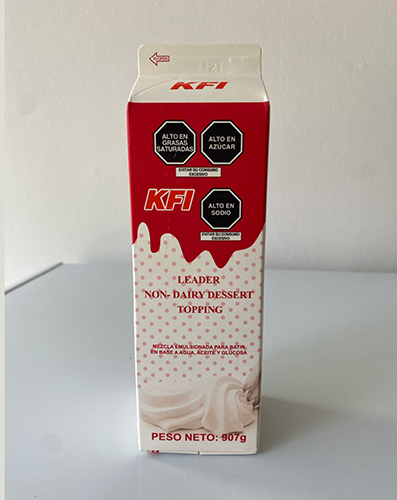 KFI
ALTO EN
GRASAS
SATURADAS
ALTO EN
AZÚCAR
EVITAR SU CONSUMO
EXCESIVO
KFI
ALTO EN
SODIO
EVITAR SU CONSUMO
EXCESIVO
LEADER
NON- DAIRY DESSERT
TOPPING
MEZCLA EMULSIONADA PARA BATIR
EN BASE A AGUA, ACEITE Y GLUCOSA
PESO NETO: 907g